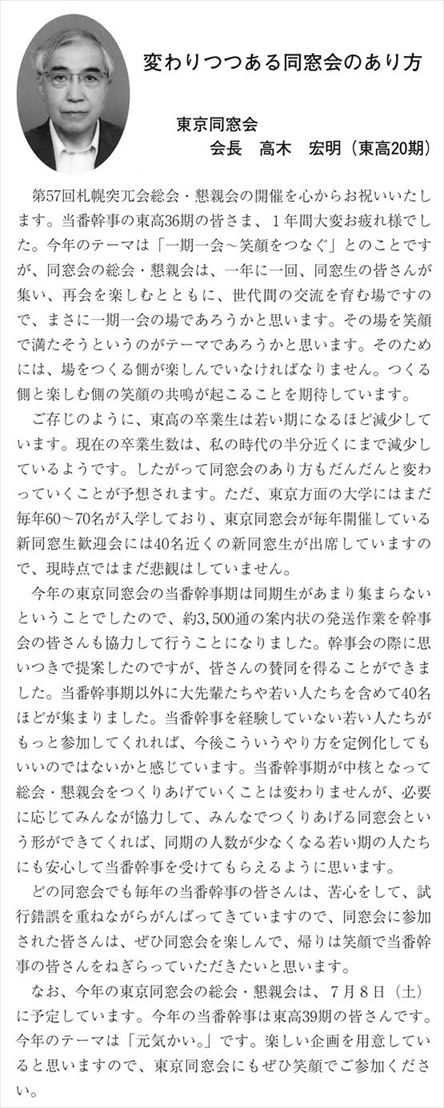 変わりつつある同窓会のあり方
東京同窓会
会長 高木 宏明（東高20期）
第57回札幌突兀会総会・懇親会の開催を心からお祝いいたし
ます。当番幹事の東高36期の皆さま、１年間大変お疲れ様でし
た。今年のテーマは「一期一会～笑顔をつなぐ」とのことです
が、同窓会の総会・懇親会は、一年に一回、同窓生の皆さんが
集い、再会を楽しむとともに、世代間の交流を育む場ですの
で、まさに一期一会の場であろうかと思います。その場を笑顔
で満たそうというのがテーマであろうかと思います。そのため
には、場をつくる側が楽しんでいなければなりません。つくる
側と楽しむ側の笑顔の共鳴が起こることを期待しています。
ご存じのように、東高の卒業生は若い期になるほど減少して
います。現在の卒業生数は、私の時代の半分近くにまで減少し
ているようです。したがって同窓会のあり方もだんだんと変わ
っていくことが予想されます。ただ、東京方面の大学にはまだ
毎年60～70名が入学しており、東京同窓会が毎年開催している
新同窓生歓迎会には40名近くの新同窓生が出席していますの
で、現時点ではまだ悲観はしていません。
今年の東京同窓会の当番幹事期は同期生があまり集まらない
ということでしたので、約3,500通の案内状の発送作業を幹事
会の皆さんも協力して行うことになりました。幹事会の際に思
いつきで提案したのですが、皆さんの賛同を得ることができま
した。当番幹事期以外に大先輩たちや若い人たちを含めて40名
ほどが集まりました。当番幹事を経験していない若い人たちが
もっと参加してくれれば、今後こういうやり方を定例化しても
いいのではないかと感じています。当番幹事期が中核となって
総会・懇親会をつくりあげていくことは変わりませんが、必要
に応じてみんなが協力して、みんなでつくりあげる同窓会とい
う形ができてくれば、同期の人数が少なくなる若い期の人たち
にも安心して当番幹事を受けてもらえるように思います。
どの同窓会でも毎年の当番幹事の皆さんは、苦心をして、試
行錯誤を重ねながらがんばってきていますので、同窓会に参加
された皆さんは、ぜひ同窓会を楽しんで、帰りは笑顔で当番幹
事の皆さんをねぎらっていただきたいと思います。
なお、今年の東京同窓会の総会・懇親会は、７月８日（土）
に予定しています。今年の当番幹事は東高39期の皆さんです。
今年のテーマは「元気かい。」です。楽しい企画を用意してい
ると思いますので、東京同窓会にもぜひ笑顔でご参加くださ
い。